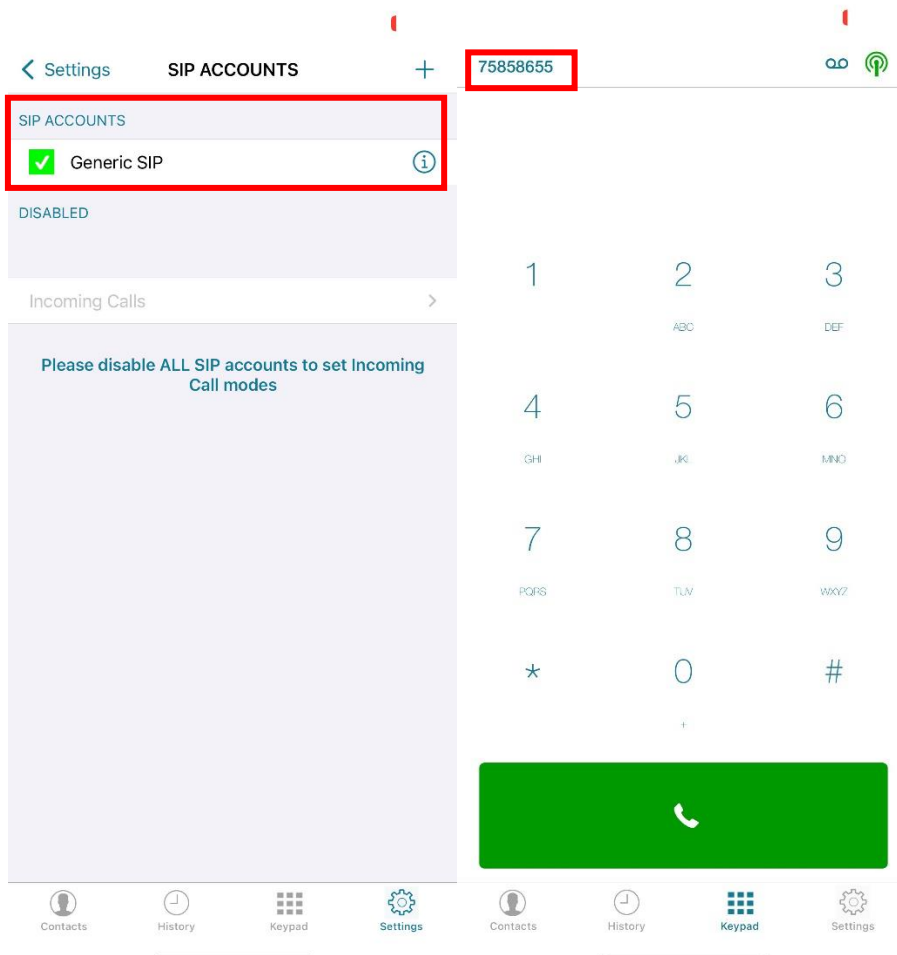 Settings
SIP ACCOUNTS
+
SIP ACCOUNTS
Generic SIP
DISABLED
Incoming Calls
Please disable ALL SIP accounts to set Incoming
Call modes
Contacts
History
Keypad
Settings
75858655
1
2
ABC
3
DEF
4
GHI
5
JKL
6
MNO
7
PQRS
8
TUV
9
WXYZ
*
0
+
#
Contacts
History
Keypad
Settings